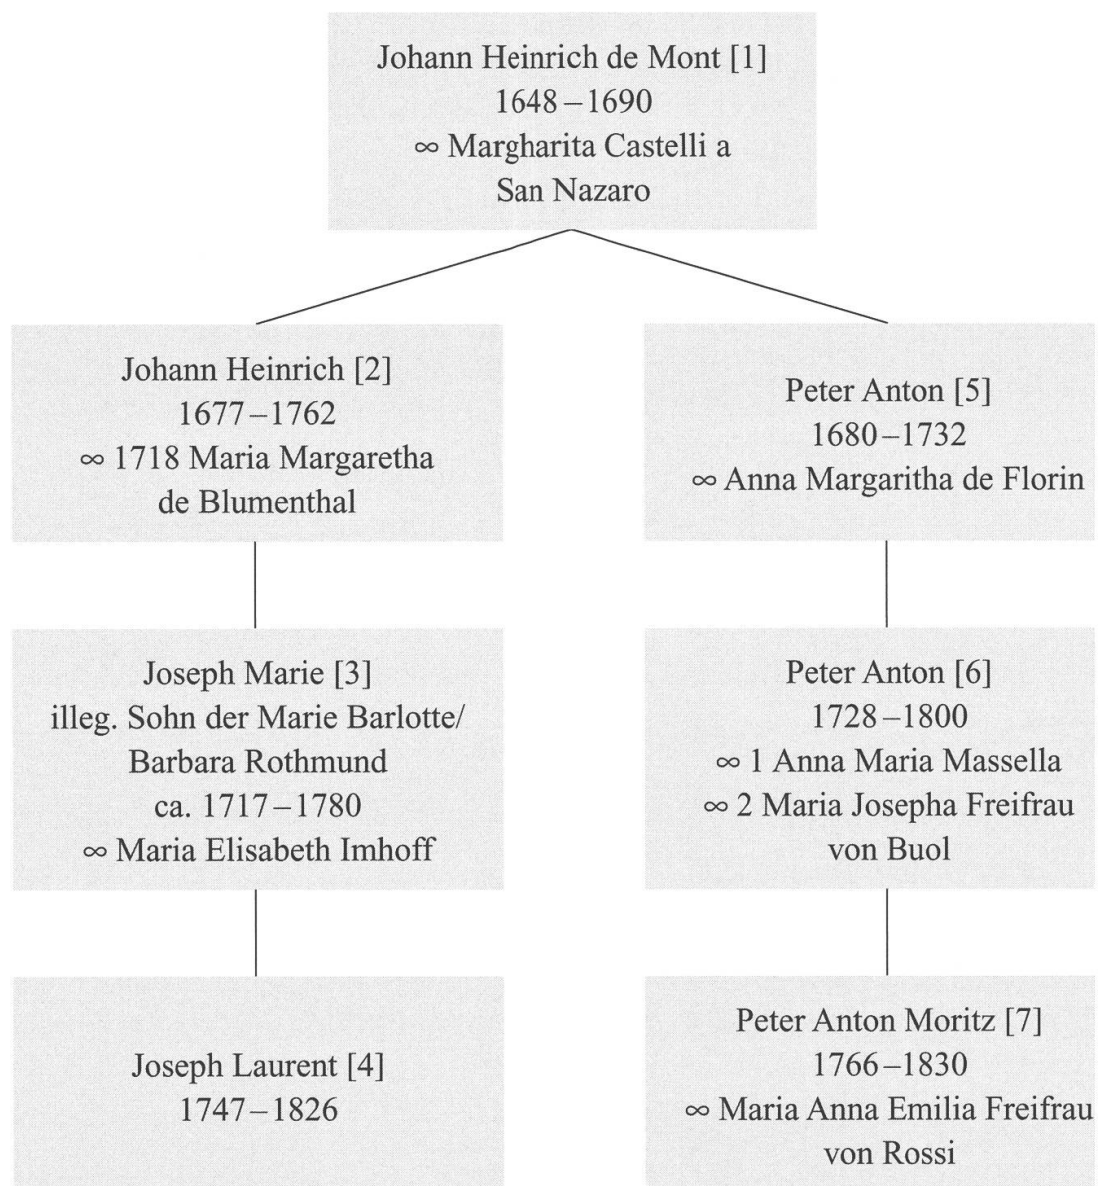 Johann Heinrich de Mont [1]
1648–1690
∞ Margharita Castelli a
San Nazaro
Johann Heinrich [2]
1677–1762
∞ 1718 Maria Margaretha
de Blumenthal
Peter Anton [5]
1680–1732
∞ Anna Margaritha de Florin
Joseph Marie [3]
illeg. Sohn der Marie Barlotte/
Barbara Rothmund
ca. 1717–1780
∞ Maria Elisabeth Imhoff
Peter Anton [6]
1728–1800
∞ 1 Anna Maria Massella
∞ 2 Maria Josepha Freifrau
von Buol
Joseph Laurent [4]
1747–1826
Peter Anton Moritz [7]
1766–1830
∞ Maria Anna Emilia Freifrau
von Rossi